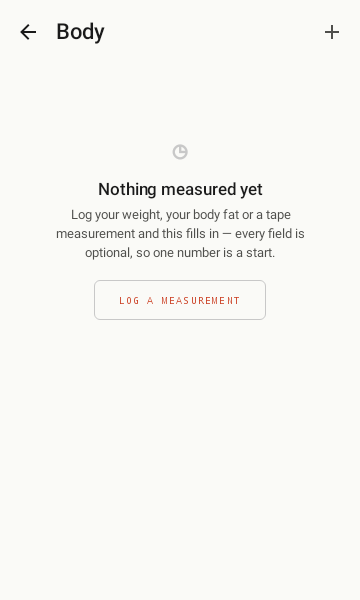 Body
Nothing measured yet
Log your weight, your body fat or a tape
measurement and this fills in — every field is
optional, so one number is a start.
LOG A MEASUREMENT